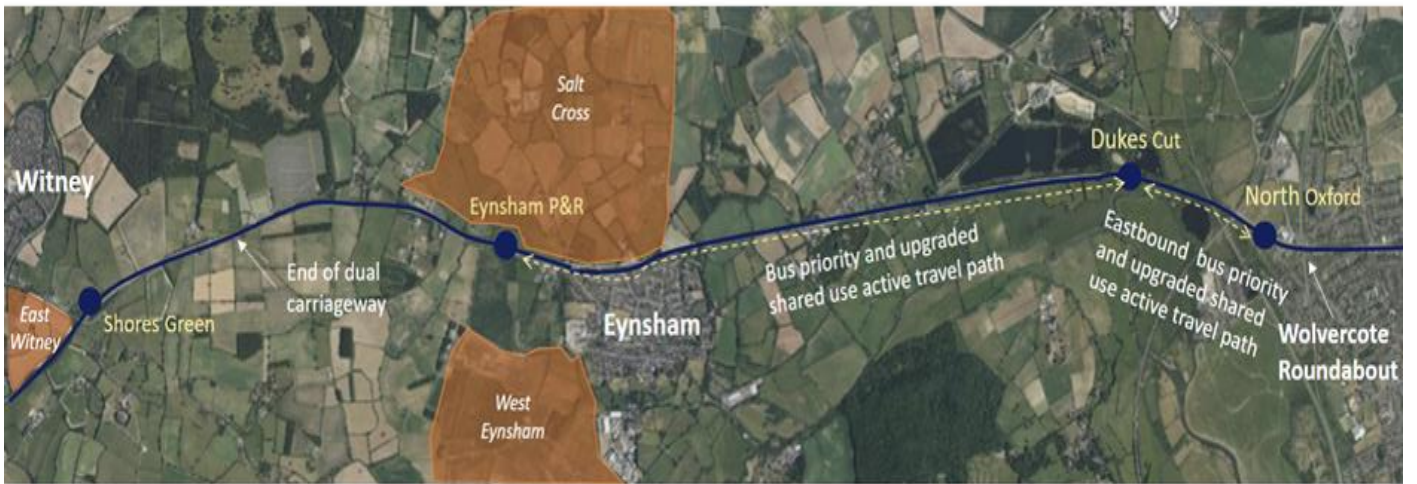 Salt
Cross
Dukes Cut
Witney
Eynsham P&R
North Oxford
End of dual
carriageway
Bus priority and upgraded
shared use active travel path
Eastbound bus priority
and upgraded shared
use active travel path
East
Witney
Shores Green
Eynsham
Wolvercote
Roundabout
West
Eynsham